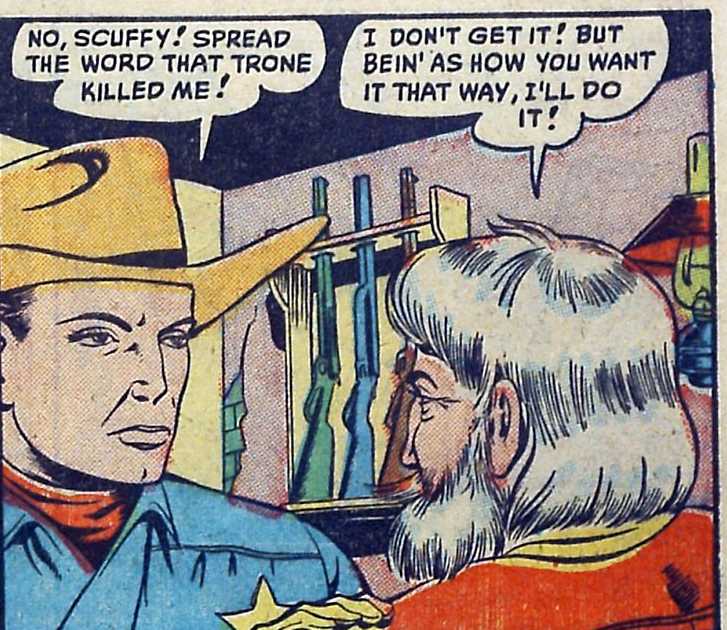 NO, SCUFFY! SPREAD
THE WORD THAT TRONE
KILLED ME!
I DON'T GET IT! BUT
BEIN' AS HOW YOU WANT
IT THAT WAY, I'LL DO
IT!